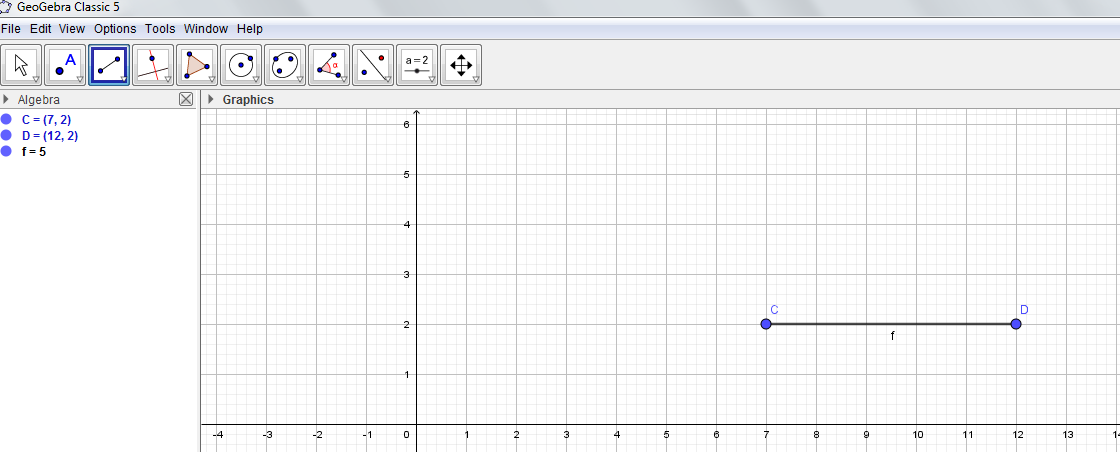 GeoGebra Classic 5
File Edit View Options Tools Window Help
A α a = 2
Algebra
Graphics
C = (7, 2)
D = (12, 2)
f = 5
6
5
4
3
C D
2
f
1
-4 -3 -2 -1 0 1 2 3 4 5 6 7 8 9 10 11 12 13